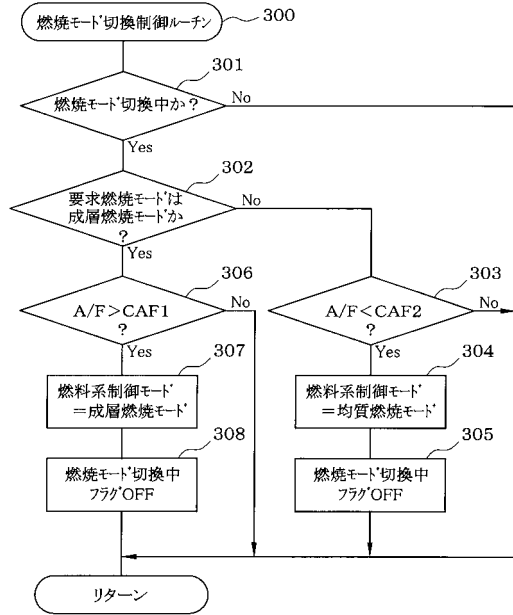 燃焼モード切換制御ルーチン
300
301
燃焼モード切換中か?
No
Yes
302
要求燃焼モードは
成層燃焼モードか
?
No
Yes
306
A/F>CAF1
?
No
Yes
303
A/F<CAF2
?
No
Yes
307
燃料系制御モード
=成層燃焼モード
304
燃料系制御モード
=均質燃焼モード
308
燃焼モード切換中
フラグOFF
305
燃焼モード切換中
フラグOFF
リターン